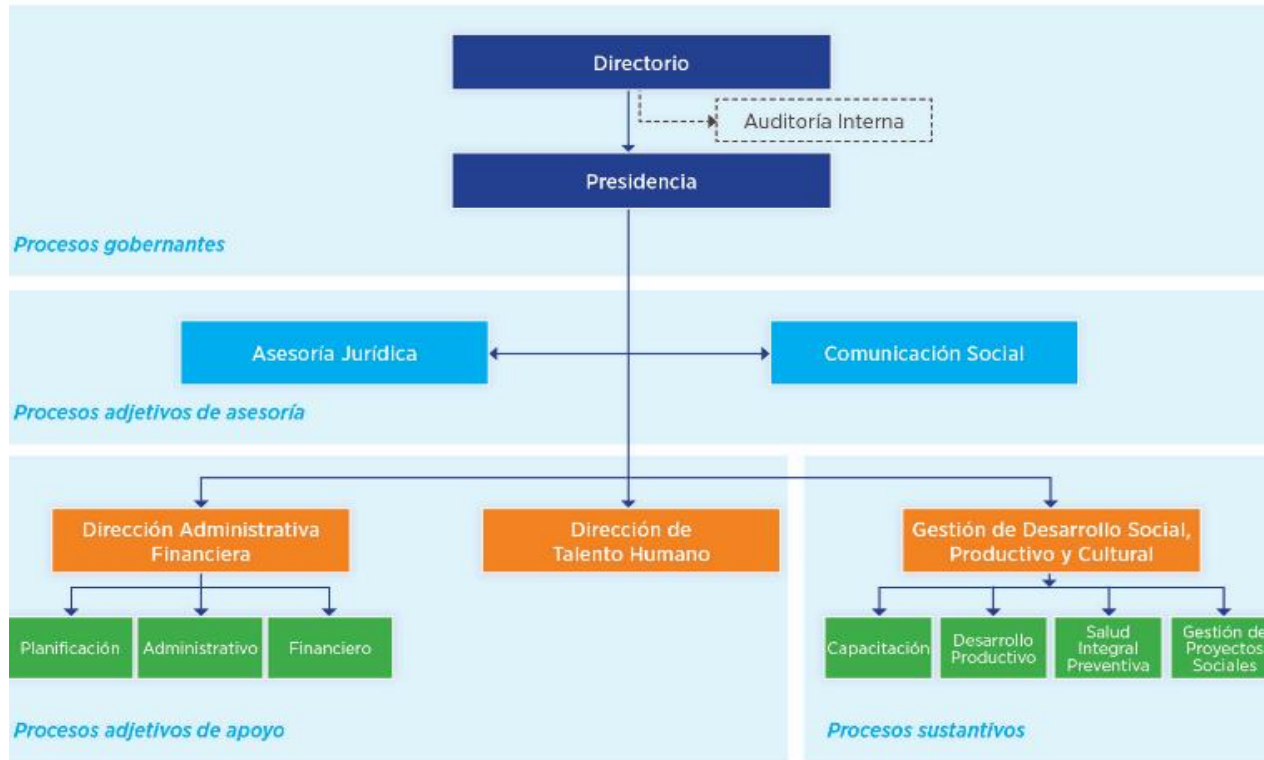 Directorio
Auditoría Interna
Presidencia
Procesos gobernantes
Asesoría Jurídica
Comunicación Social
Procesos adjetivos de asesoría
Dirección Administrativa
Financiera
Dirección de
Talento Humano
Gestión de Desarrollo Social,
Productivo y Cultural
Planificación
Administrativo
Financiero
Capacitación
Desarrollo
Productivo
Salud
Integral
Preventiva
Gestión de
Proyectos
Sociales
Procesos adjetivos de apoyo
Procesos sustantivos